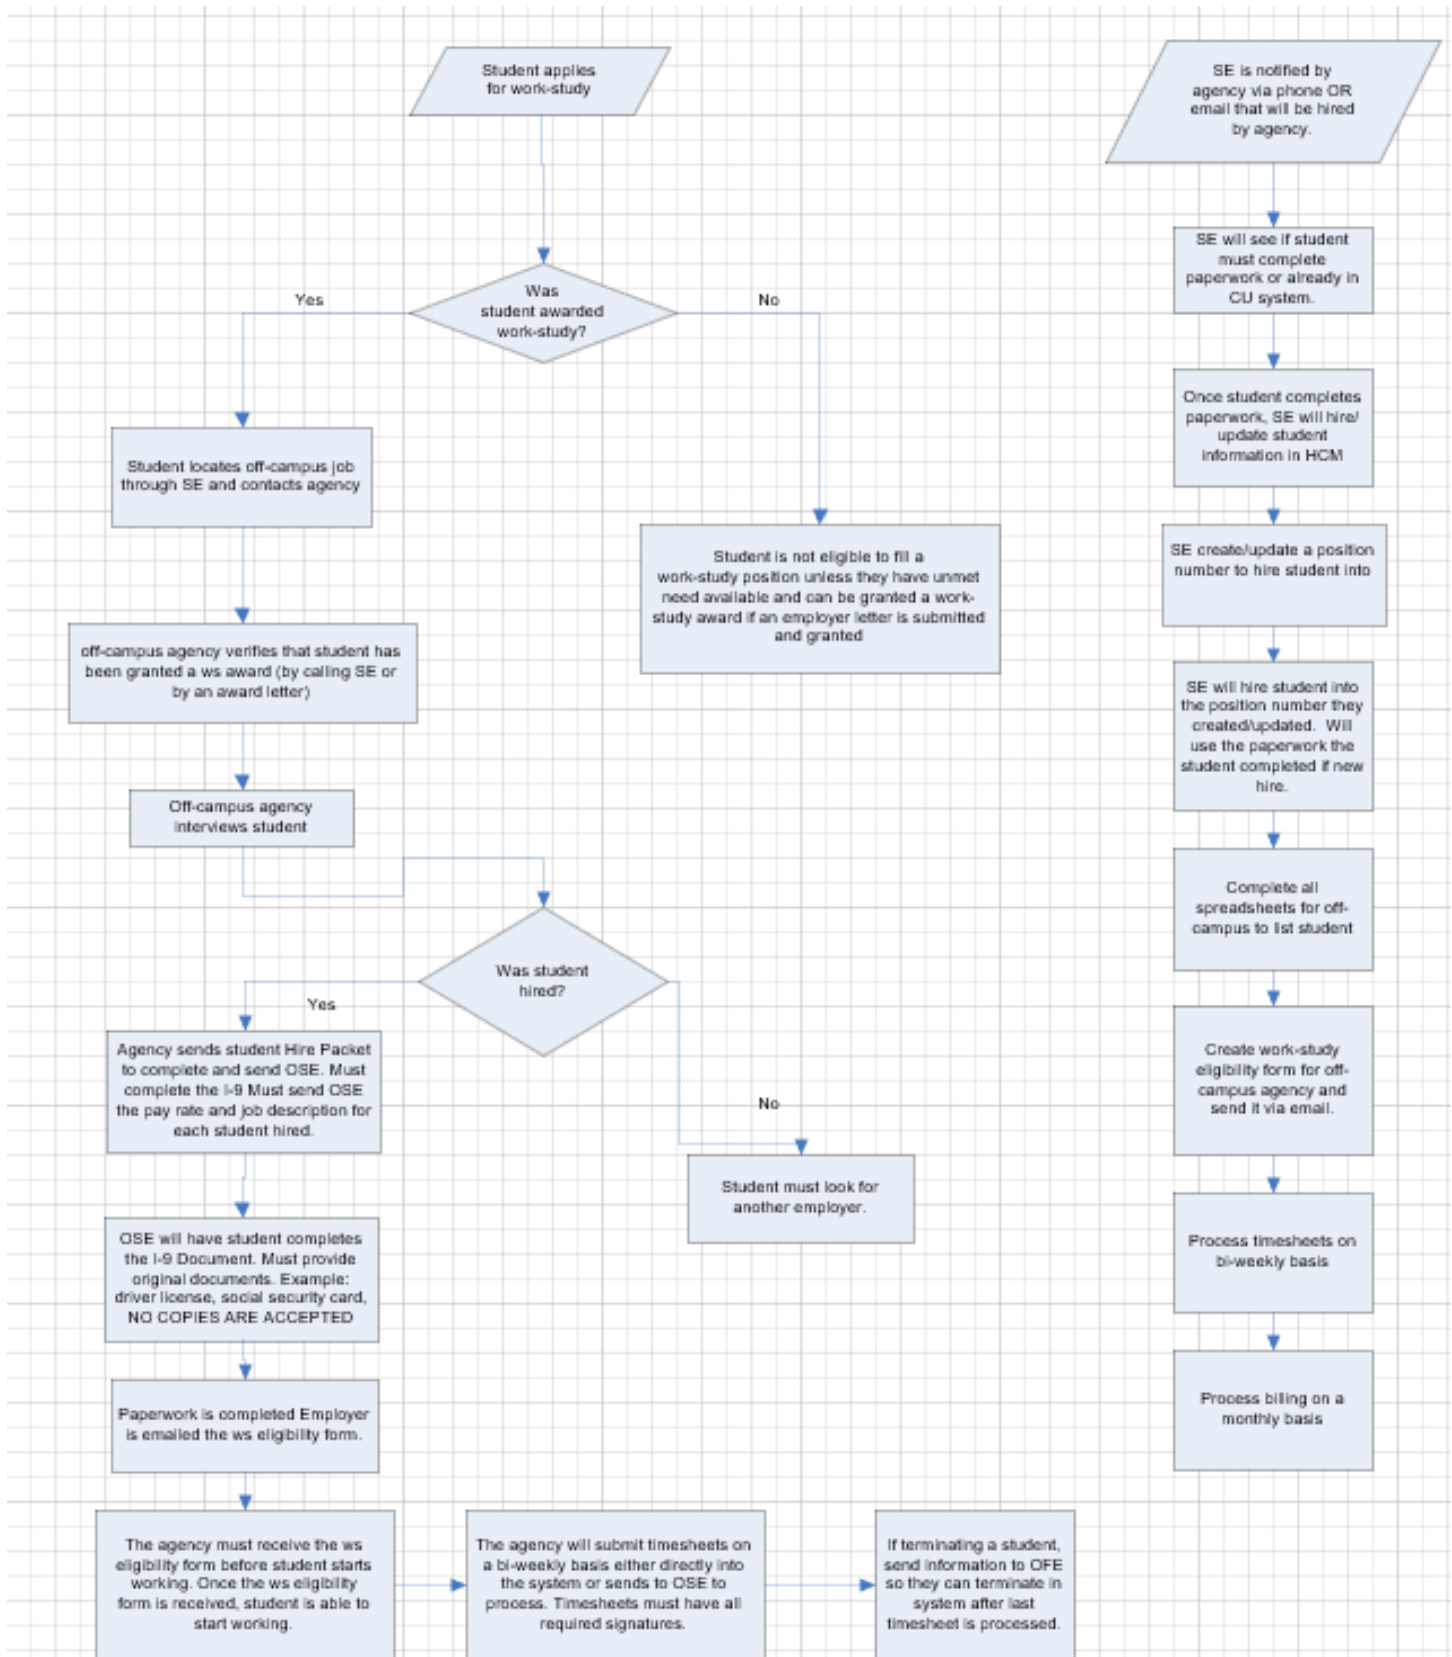 Student applies
for work-study
Was
student awarded
work-study?
Yes
No
Student locates off-campus job
through SE and contacts agency
Student is not eligible to fill a
work-study position unless they have unmet
need available and can be granted a work-
study award if an employer letter is submitted
and granted
off-campus agency verifies that student has
been granted a ws award (by calling SE or
by an award letter)
Off-campus agency
interviews student
Was student
hired?
Yes
No
Agency sends student Hire Packet
to complete and send OSE. Must
complete the I-9 Must send OSE
the pay rate and job description for
each student hired.
Student must look for
another employer.
OSE will have student completes
the I-9 Document. Must provide
original documents. Example:
driver license, social security card,
NO COPIES ARE ACCEPTED
Paperwork is completed Employer
is emailed the ws eligibility form.
The agency must receive the ws
eligibility form before student starts
working. Once the ws eligibility
form is received, student is able to
start working.
The agency will submit timesheets on
a bi-weekly basis either directly into
the system or sends to OSE to
process. Timesheets must have all
required signatures.
If terminating a student,
send information to OFE
so they can terminate in
system after last
timesheet is processed.
SE is notified by
agency via phone OR
email that will be hired
by agency.
SE will see if student
must complete
paperwork or already in
CU system.
Once student completes
paperwork, SE will hire/
update student
information in HCM
SE create/update a position
number to hire student into
SE will hire student into
the position number they
created/updated. Will
use the paperwork the
student completed if new
hire.
Complete all
spreadsheets for off-
campus to list student
Create work-study
eligibility form for off-
campus agency and
send it via email.
Process timesheets on
bi-weekly basis
Process billing on a
monthly basis